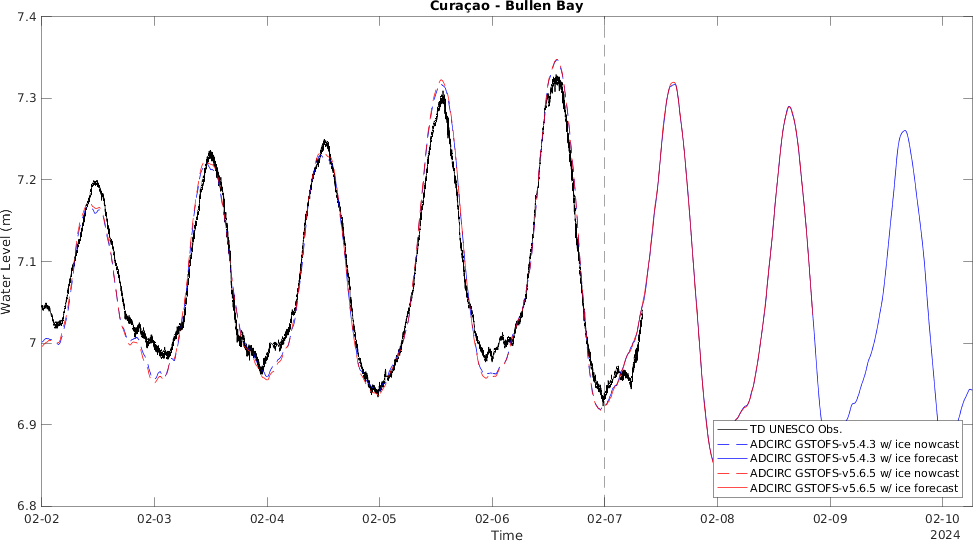 Curaçao - Bullen Bay
7.4
7.3
7.2
7.1
7
6.9
6.8
Water Level (m)
TD UNESCO Obs.
ADCIRC GSTOFS-v5.4.3 w/ ice nowcast
ADCIRC GSTOFS-v5.4.3 w/ ice forecast
ADCIRC GSTOFS-v5.6.5 w/ ice nowcast
ADCIRC GSTOFS-v5.6.5 w/ ice forecast
02-02 02-03 02-04 02-05 02-06 02-07 02-08 02-09 02-10
Time
2024